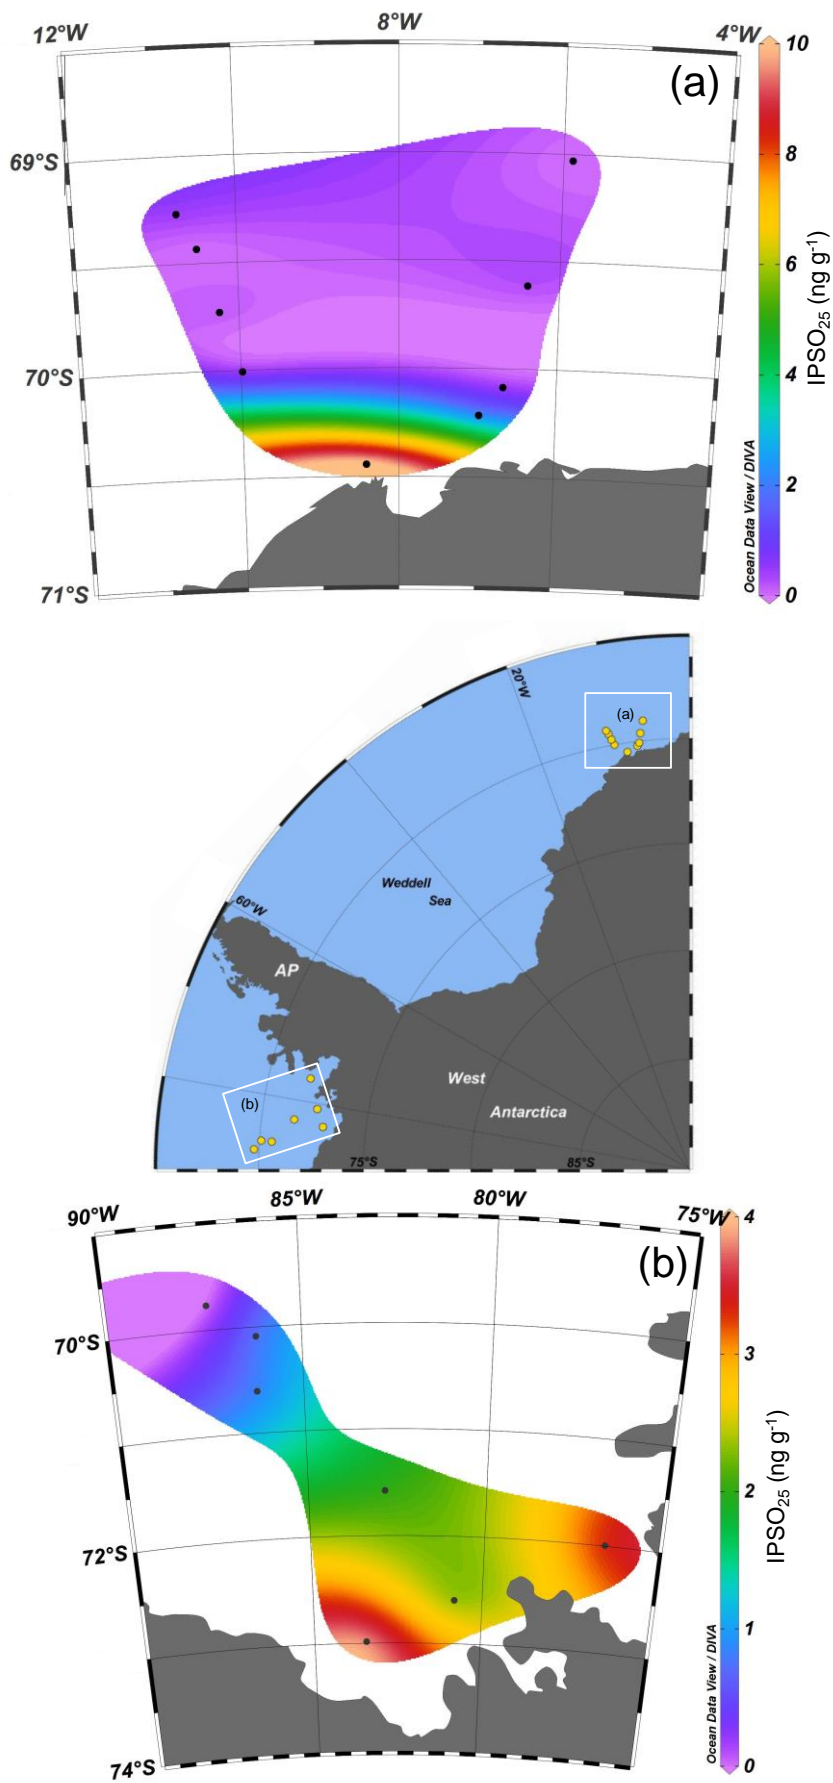 12°W 8°W 4°W
(a)
10
69°S
8
6
IPSO25 (ng g-1)
70°S
4
2
Ocean Data View / DIVA
71°S
0
20°W
(a)
Weddell
Sea
60°W
AP
West
(b)
Antarctica
75°S 85°S
90°W 85°W 80°W 75°W
4
(b)
70°S
3
IPSO25 (ng g-1)
2
72°S
1
Ocean Data View / DIVA
74°S
0